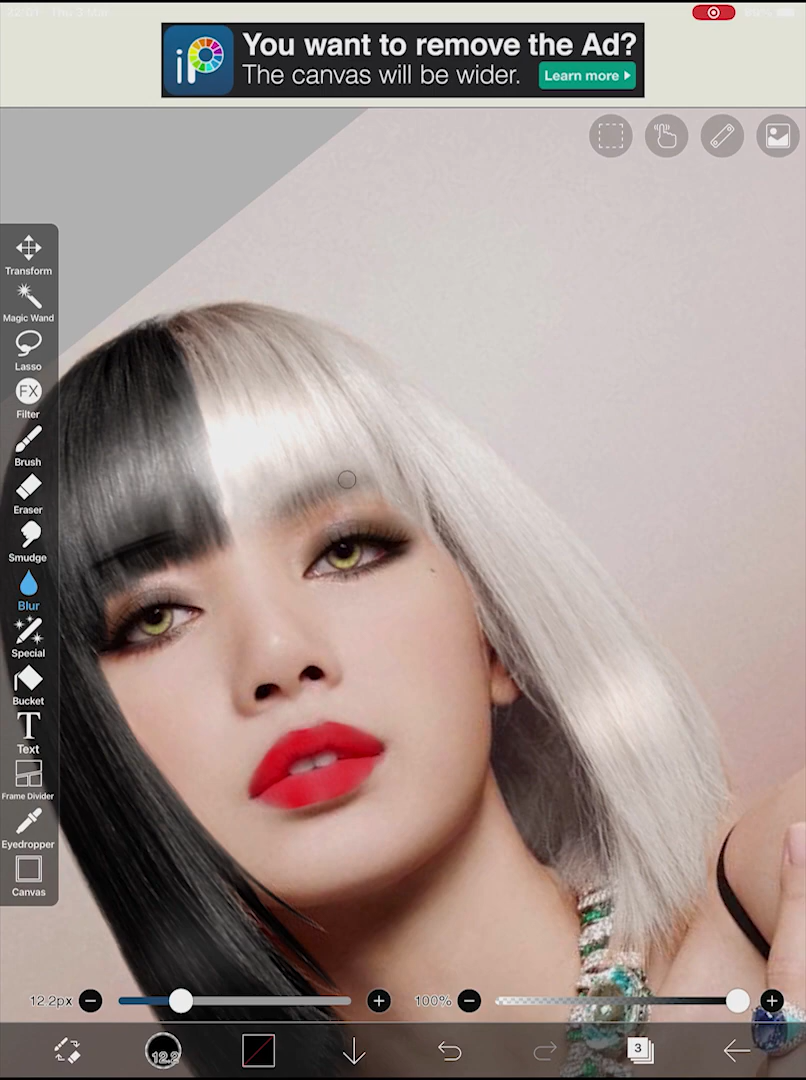 You want to remove the Ad?
iP
The canvas will be wider.
Learn more
Transform
Magic Wand
Lasso
FX
Filter
Brush
Eraser
Smudge
Blur
Special
Bucket
T
Text
Frame Divider
Eyedropper
Canvas
12.2px
100%
12.2
3